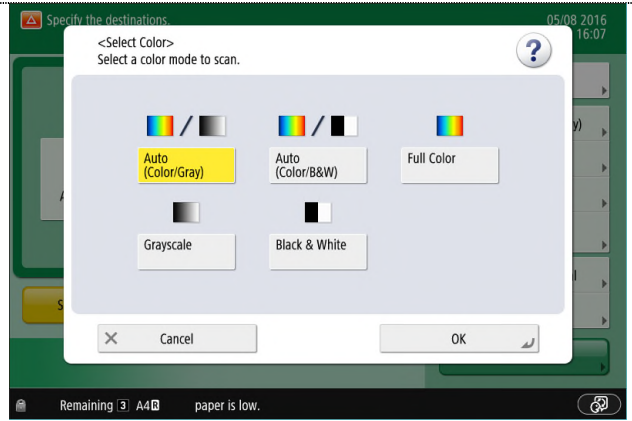 Specify the destinations.
05/08 2016
16:07
<Select Color>
Select a color mode to scan.
?
y)
Auto
(Color/Gray)
Auto
(Color/B&W)
Full Color
Grayscale
Black & White
Cancel
OK
Remaining 3 A4R paper is low.